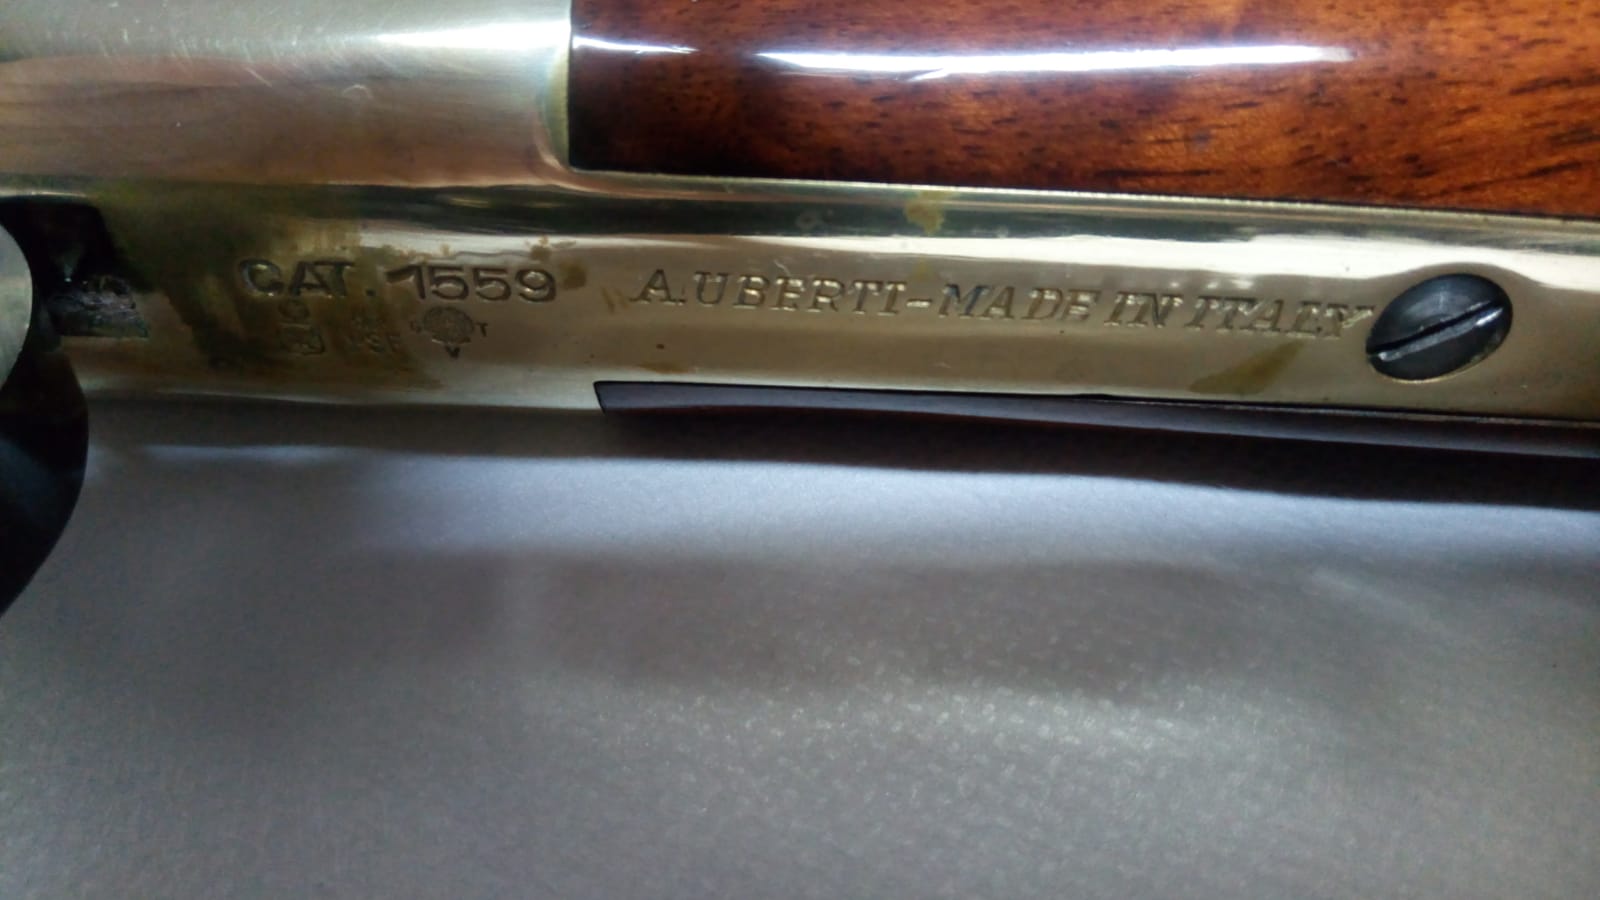 CAT. 1559 A. UBERTI - MADE IN ITALY
G T
V